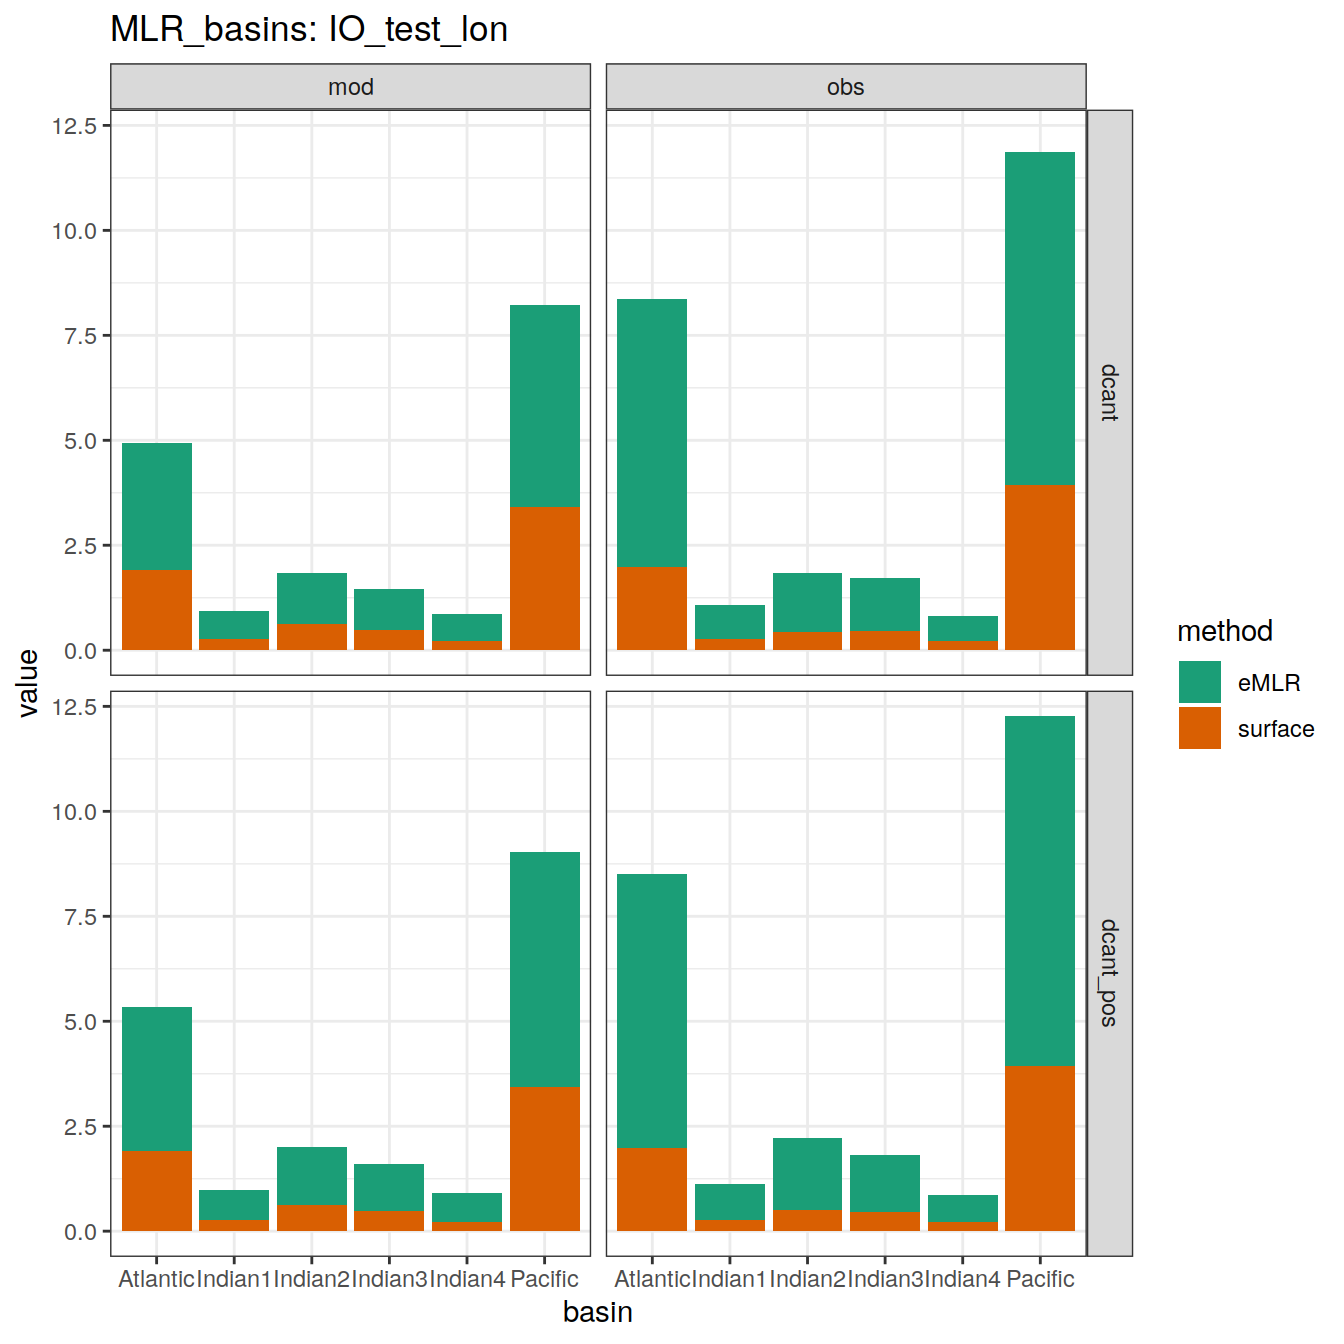 MLR_basins: IO_test_lon
mod
obs
12.5
10.0
7.5
5.0
2.5
0.0
dcant
value
12.5
10.0
7.5
5.0
2.5
0.0
dcant_pos
Atlantic Indian1 Indian2 Indian3 Indian4 Pacific
Atlantic Indian1 Indian2 Indian3 Indian4 Pacific
basin
method
eMLR
surface